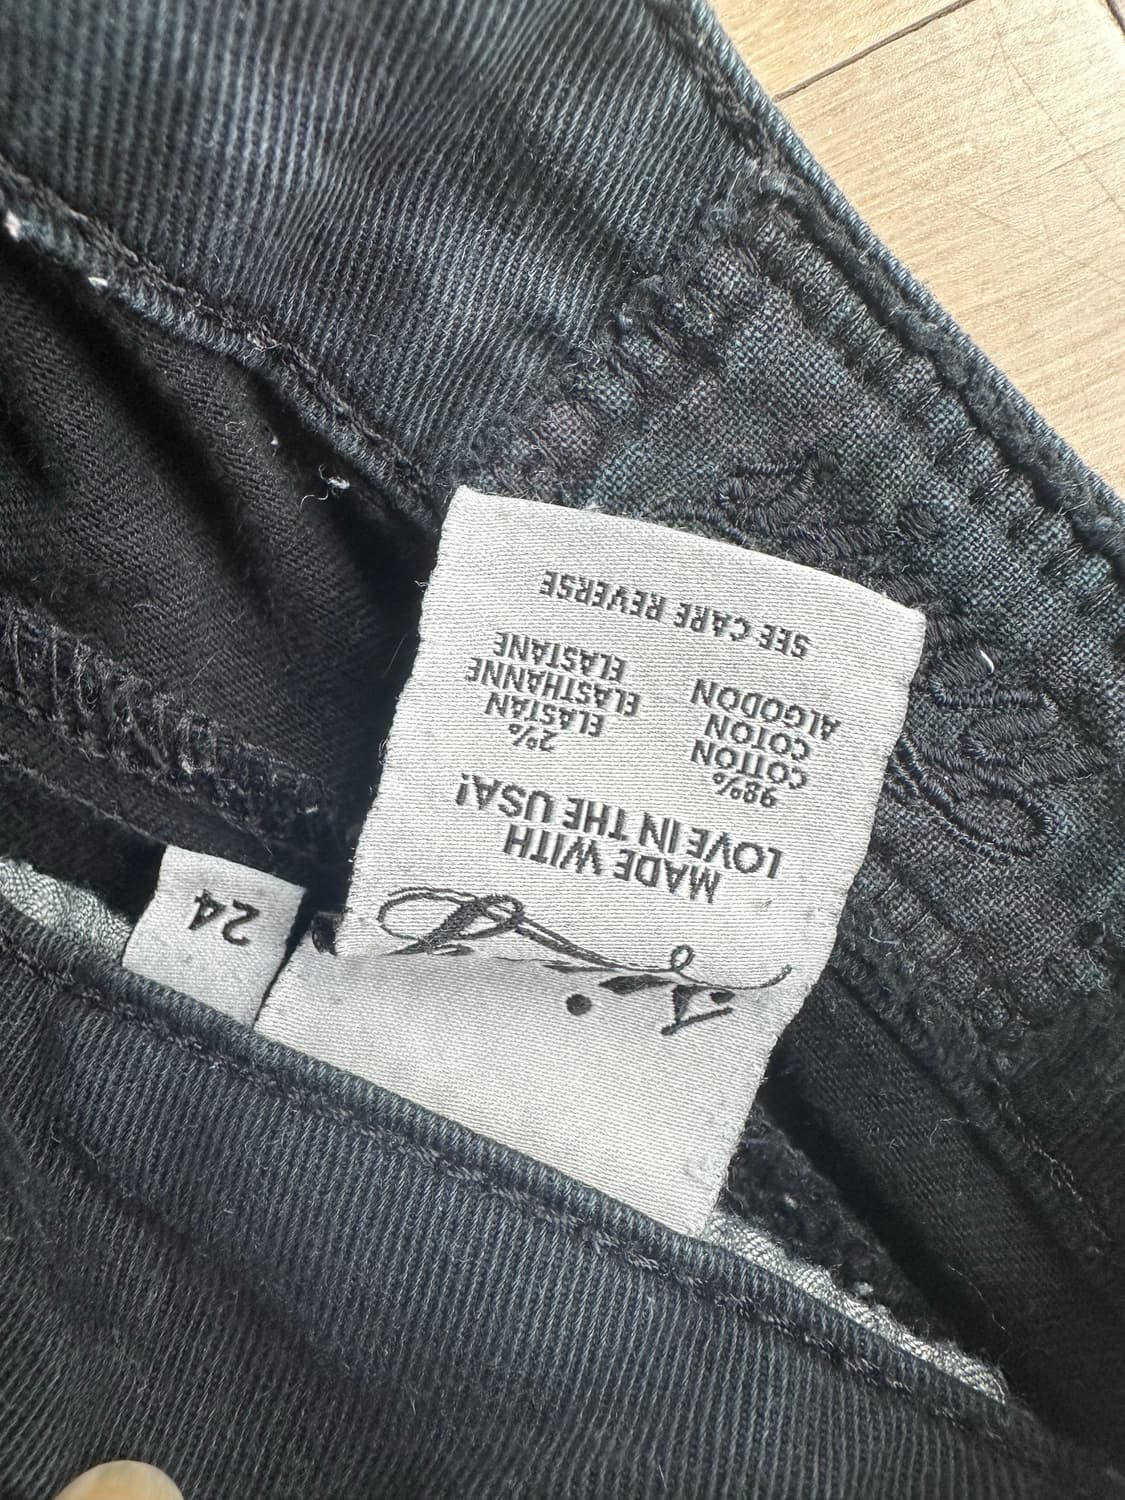 MADE WITH
LOVE IN THE USA!
98% 2%
COTTON ELASTAN
COTON ELASTHANNE
ALGODON ELASTANE
SEE CARE REVERSE
24